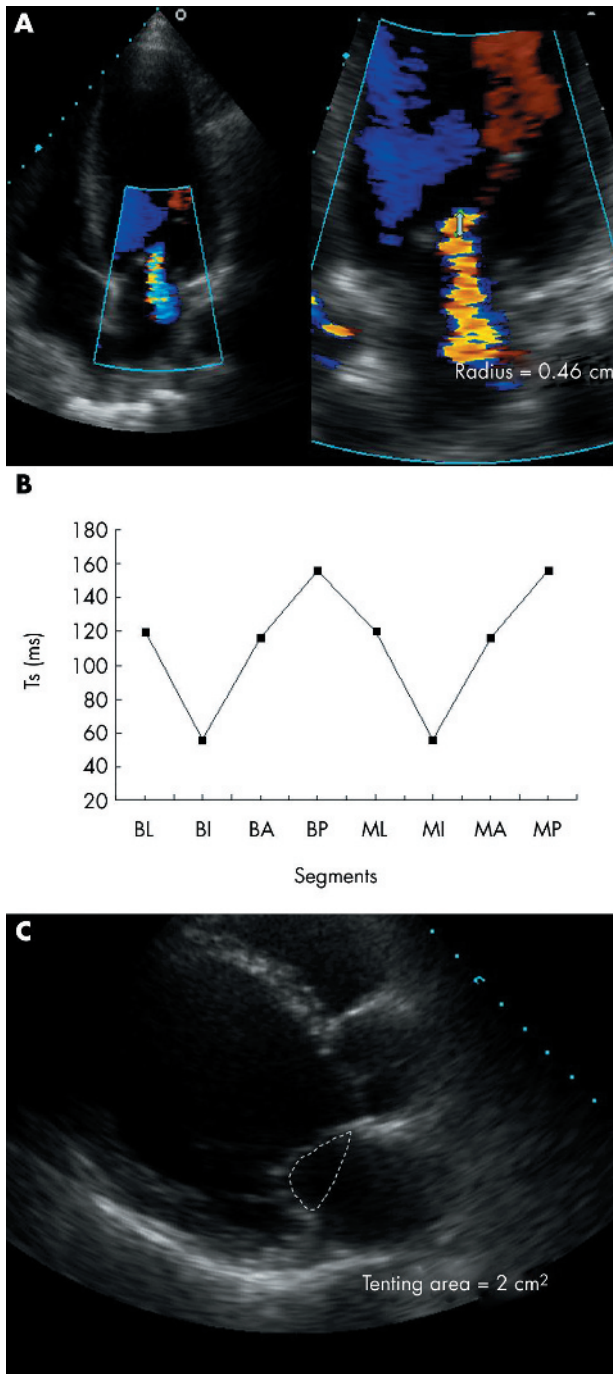 A
Radius = 0.46 cm
B
180
160
140
120
100
80
60
40
20
Ts (ms)
BL BI BA BP ML MI MA MP
Segments
C
Tenting area = 2 cm²